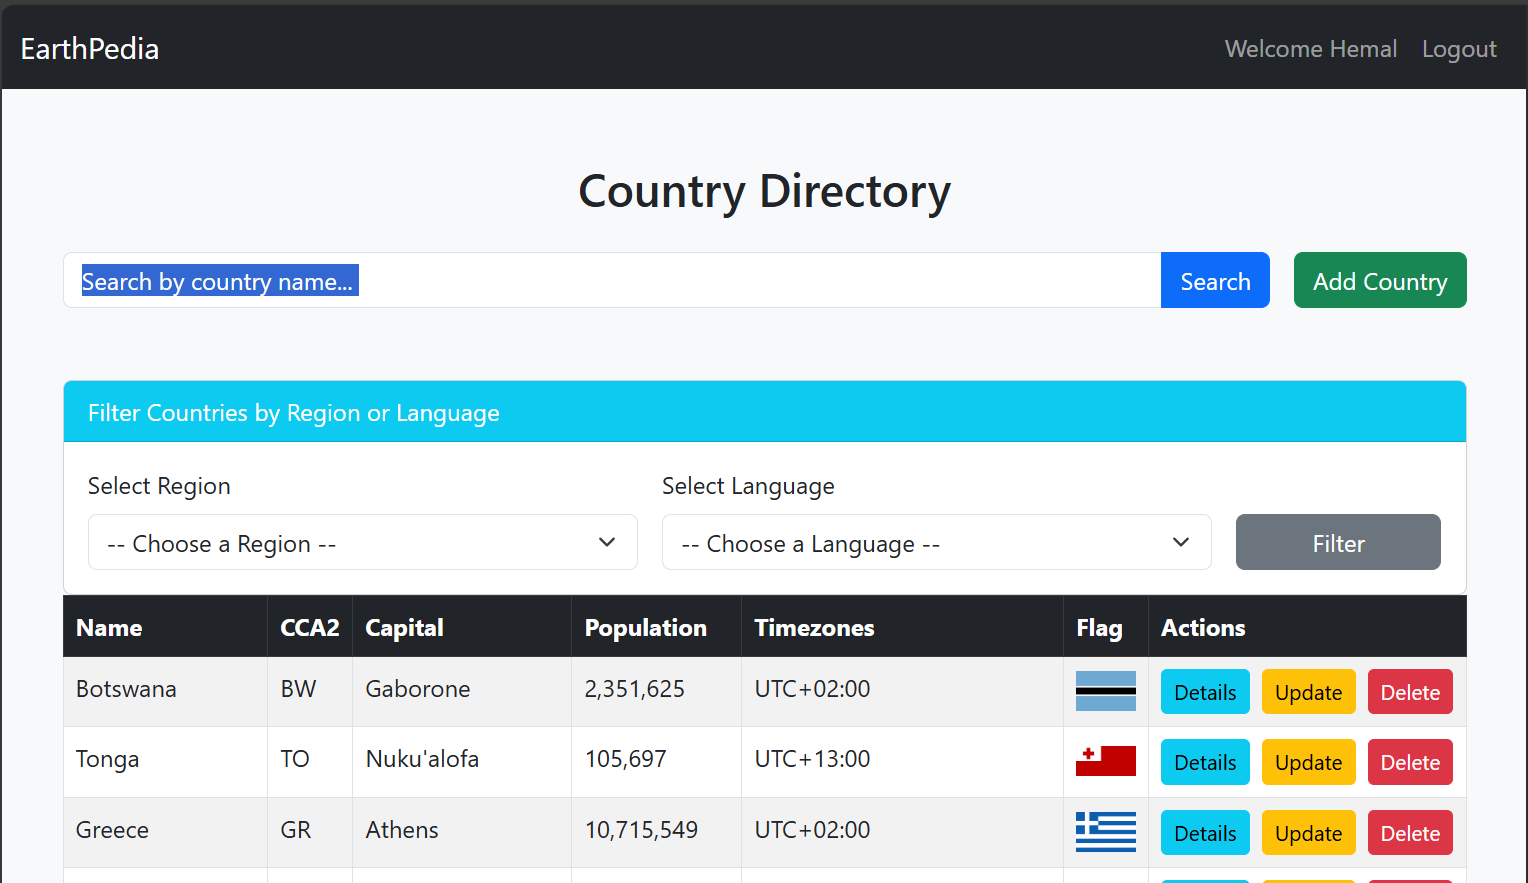 EarthPedia Welcome Hemal Logout
Country Directory
Search by country name... Search Add Country
Filter Countries by Region or Language
Select Region Select Language
-- Choose a Region -- -- Choose a Language -- Filter
Name CCA2 Capital Population Timezones Flag Actions
Botswana BW Gaborone 2,351,625 UTC+02:00 Details Update Delete
Tonga TO Nuku'alofa 105,697 UTC+13:00 Details Update Delete
Greece GR Athens 10,715,549 UTC+02:00 Details Update Delete